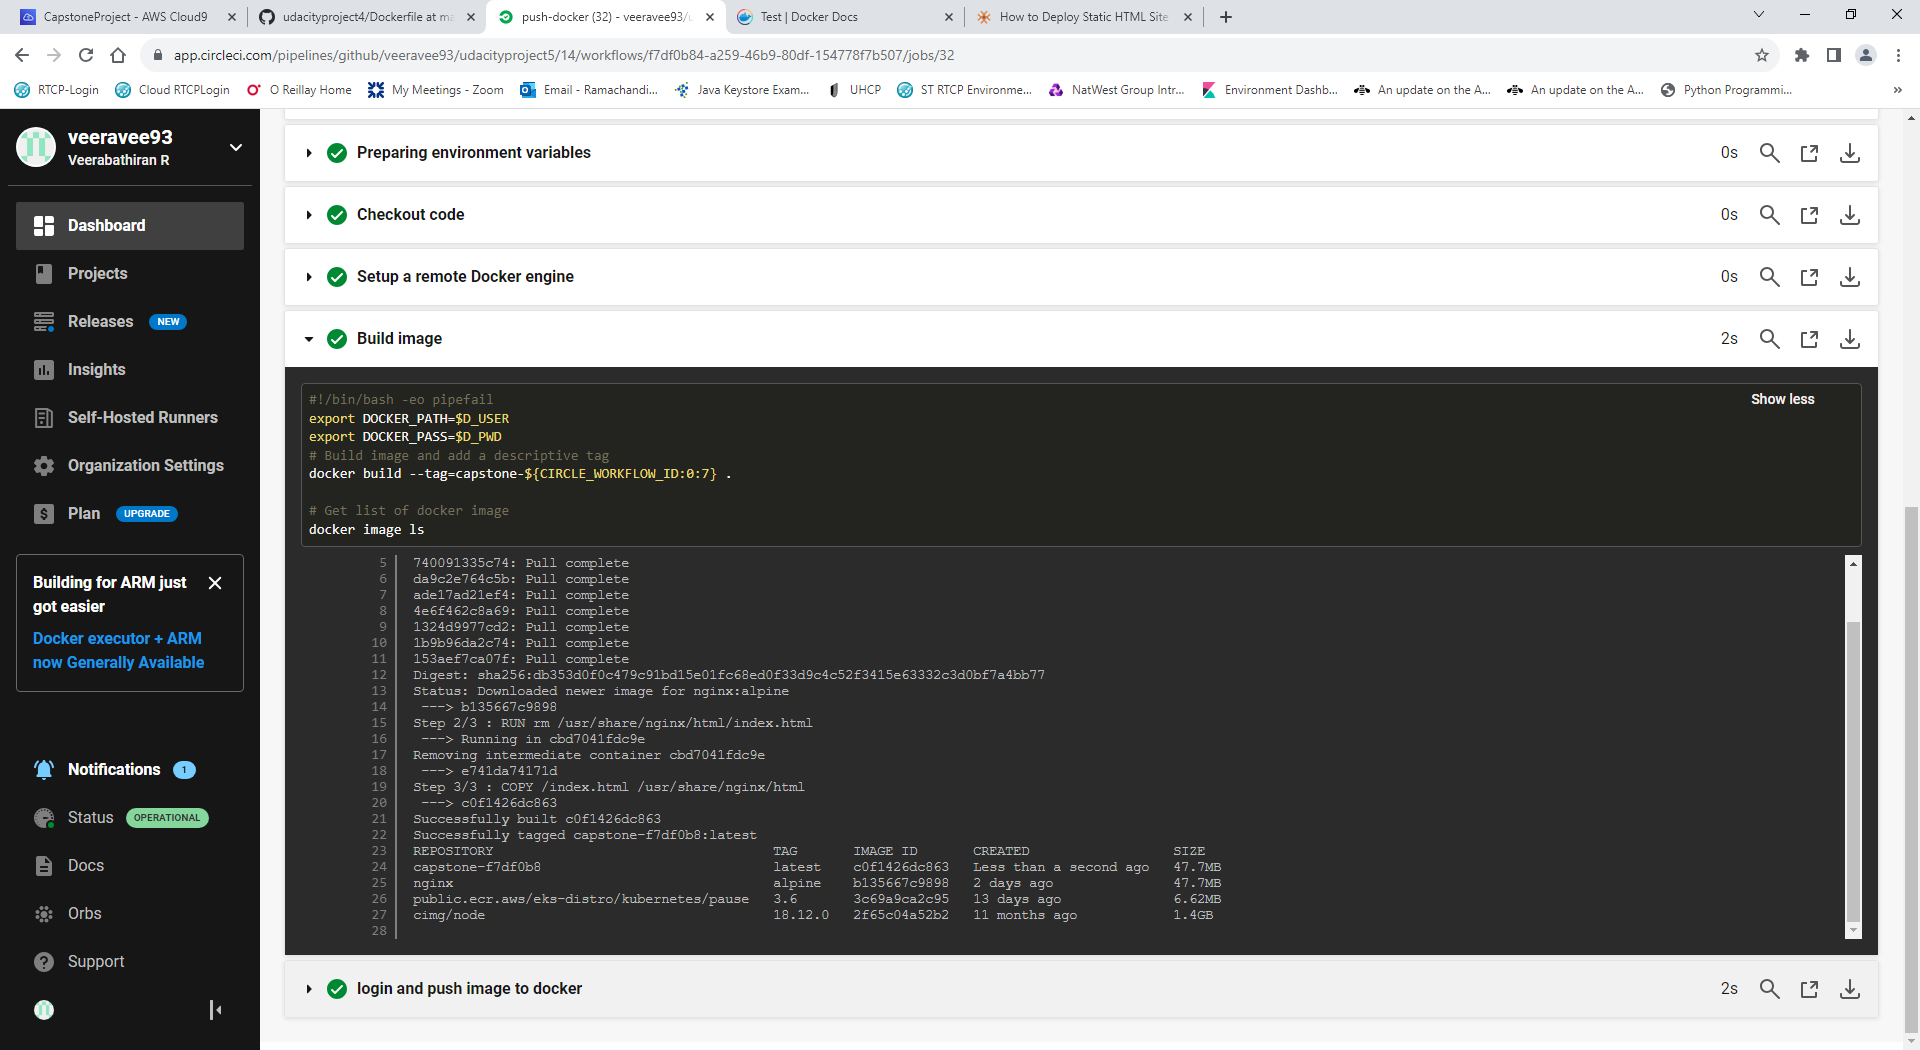 CapstoneProject - AWS Cloud9
udacityproject4/Dockerfile at ma
push-docker (32) - veeravee93/u
Test | Docker Docs
How to Deploy Static HTML Site
app.circleci.com/pipelines/github/veeravee93/udacityproject5/14/workflows/f7df0b84-a259-46b9-80df-154778f7b507/jobs/32
RTCP-Login
Cloud RTCPLogin
O Reillay Home
My Meetings - Zoom
Email - Ramachandi...
Java Keystore Exam...
UHCP
ST RTCP Environme...
NatWest Group Intr...
Environment Dashb...
An update on the A...
An update on the A...
Python Programmi...
»
veeravee93
Veerabathiran R
Dashboard
Projects
Releases NEW
Insights
Self-Hosted Runners
Organization Settings
Plan UPGRADE
Building for ARM just
got easier
Docker executor + ARM
now Generally Available
Notifications 1
Status OPERATIONAL
Docs
Orbs
Support
Preparing environment variables 0s
Checkout code 0s
Setup a remote Docker engine 0s
Build image 2s
#!/bin/bash -eo pipefail
Show less
export DOCKER_PATH=$D_USER
export DOCKER_PASS=$D_PWD
# Build image and add a descriptive tag
docker build --tag=capstone-${CIRCLE_WORKFLOW_ID:0:7} .
# Get list of docker image
docker image ls
5 740091335c74: Pull complete
6 da9c2e764c5b: Pull complete
7 ade17ad21ef4: Pull complete
8 4e6f462c8a69: Pull complete
9 1324d9977cd2: Pull complete
10 1b9b96da2c74: Pull complete
11 153aef7ca07f: Pull complete
12 Digest: sha256:db353d0f0c479c91bd15e01fc68ed0f33d9c4c52f3415e63332c3d0bf7a4bb77
13 Status: Downloaded newer image for nginx:alpine
14 ---> b135667c9898
15 Step 2/3 : RUN rm /usr/share/nginx/html/index.html
16 ---> Running in cbd7041fdc9e
17 Removing intermediate container cbd7041fdc9e
18 ---> e741da74171d
19 Step 3/3 : COPY /index.html /usr/share/nginx/html
20 ---> c0f1426dc863
21 Successfully built c0f1426dc863
22 Successfully tagged capstone-f7df0b8:latest
23 REPOSITORY TAG IMAGE ID CREATED SIZE
24 capstone-f7df0b8 latest c0f1426dc863 Less than a second ago 47.7MB
25 nginx alpine b135667c9898 2 days ago 47.7MB
26 public.ecr.aws/eks-distro/kubernetes/pause 3.6 3c69a9ca2c95 13 days ago 6.62MB
27 cimg/node 18.12.0 2f65c04a52b2 11 months ago 1.4GB
28
login and push image to docker 2s